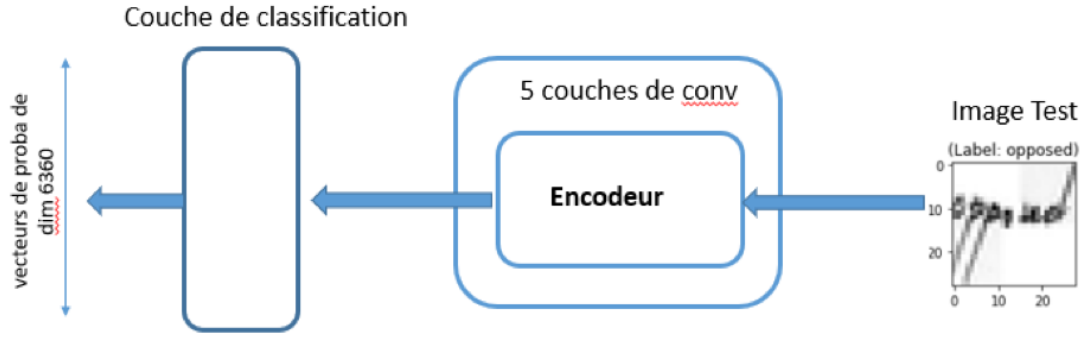 Couche de classification
5 couches de conv
Encodeur
Image Test
(Label: opposed)
0
10
20
0
10
20
vecteurs de proba de
dim 6360